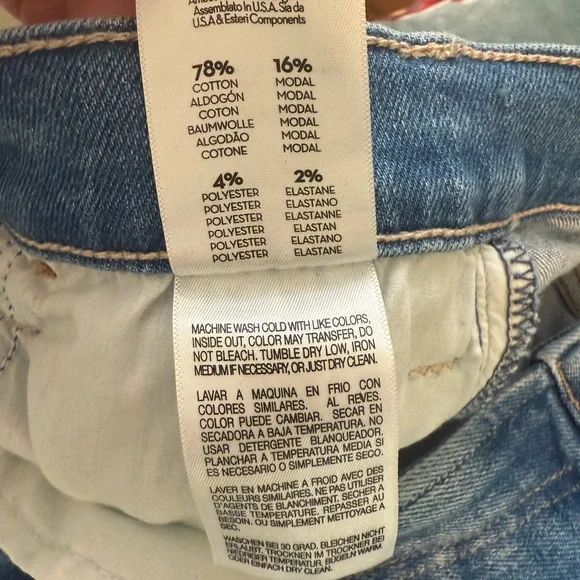 Assemblato In U.S.A. Sia da
U.S.A & Esteri Components
78% 16%
COTTON MODAL
ALDOGÓN MODAL
COTON MODAL
BAUMWOLLE MODAL
ALGODÃO MODAL
COTONE MODAL
4% 2%
POLYESTER ELASTANE
POLYESTER ELASTANO
POLYESTER ELASTANNE
POLYESTER ELASTAN
POLYESTER ELASTANO
POLYESTER ELASTANE
MACHINE WASH COLD WITH LIKE COLORS,
INSIDE OUT, COLOR MAY TRANSFER, DO
NOT BLEACH. TUMBLE DRY LOW, IRON
MEDIUM IF NECESSARY, OR JUST DRY CLEAN.
LAVAR A MAQUINA EN FRIO CON
COLORES SIMILARES. AL REVES.
COLOR PUEDE CAMBIAR. SECAR EN
SECADORA A BAJA TEMPERATURA, NO
USAR DETERGENTE BLANQUEADOR.
PLANCHAR A TEMPERATURA MEDIA SI
ES NECESARIO O SIMPLEMENTE SECO.
LAVER EN MACHINE A FROID AVEC DES
COULEURS SIMILAIRES. NE PAS UTILISER
D'AGENTS DE BLANCHIMENT. SECHER A
BASSE TEMPERATURE. REPASSER AU
BESOIN. OU SIMPLEMENT METTOYAGE A
SEC.
WASCHEN BEI 30 GRAD, BLEICHEN NICHT
ERLAUBT, TROCKNEN IM TROCKNER BEI
NIEDRIGER TEMPERATUR, BÜGELN WARM
ODER EINFACH DRY CLEAN.